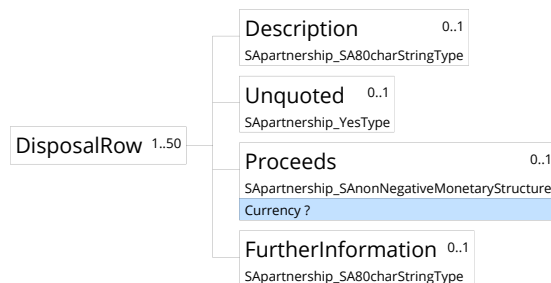 Description 0..1
SApartnership_SA80charStringType
Unquoted 0..1
SApartnership_YesType
DisposalRow 1..50
Proceeds 0..1
SApartnership_SAnonNegativeMonetaryStructure
Currency ?
FurtherInformation 0..1
SApartnership_SA80charStringType